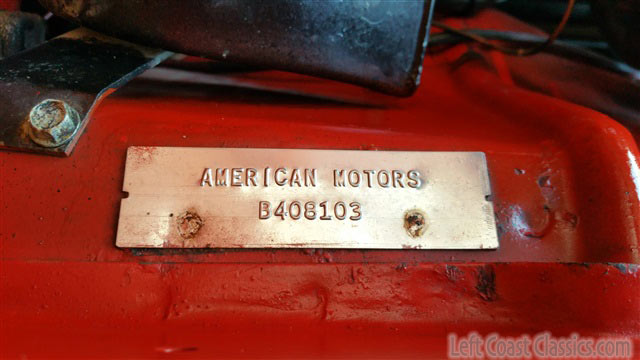 AMERICAN MOTORS
B408103
Left Coast Classics.com